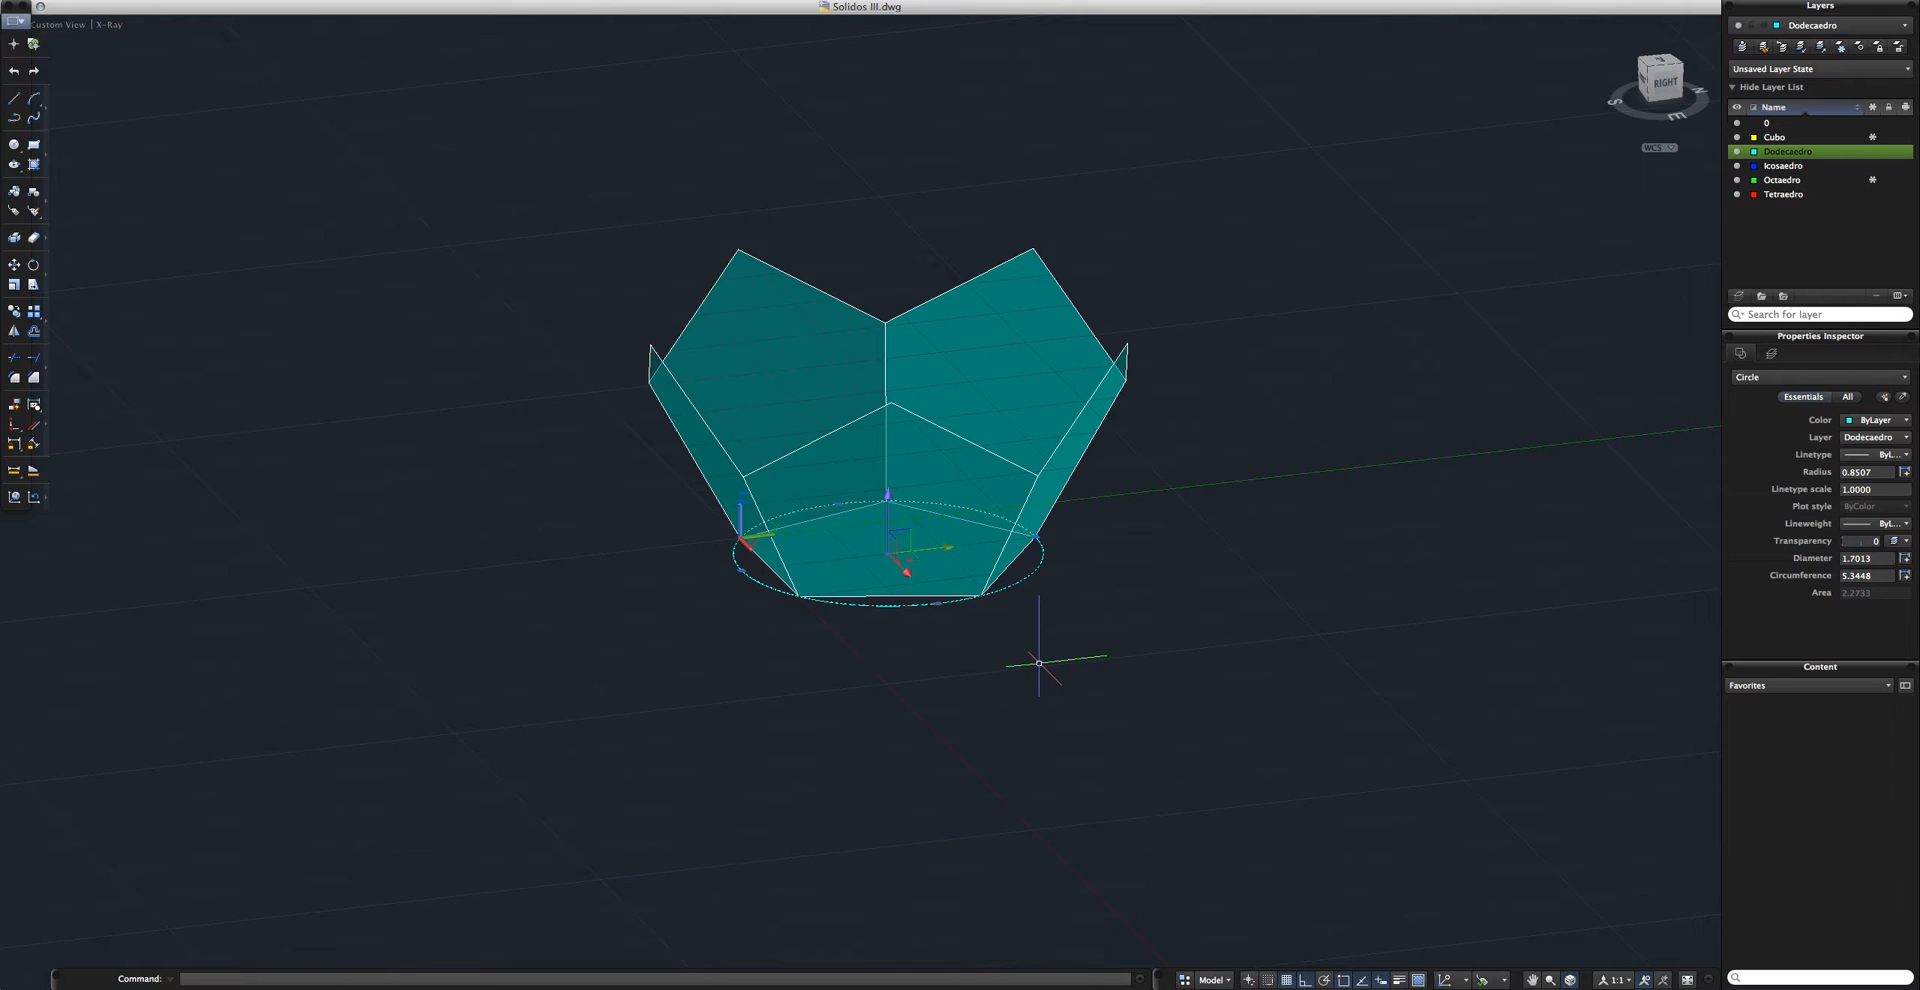 Solidos III.dwg
Custom View | X-Ray
RIGHT
S
N
E
WCS
Layers
Dodecaedro
Unsaved Layer State
Hide Layer List
Name
0
Cubo
Dodecaedro
Icosaedro
Octaedro
Tetraedro
Search for layer
Properties Inspector
Circle
Essentials All
Color ByLayer
Layer Dodecaedro
Linetype ByL...
Radius 0.8507
Linetype scale 1.0000
Plot style ByColor
Lineweight ByL...
Transparency 0
Diameter 1.7013
Circumference 5.3448
Area 2.2733
Content
Favorites
Command:
Model
1:1